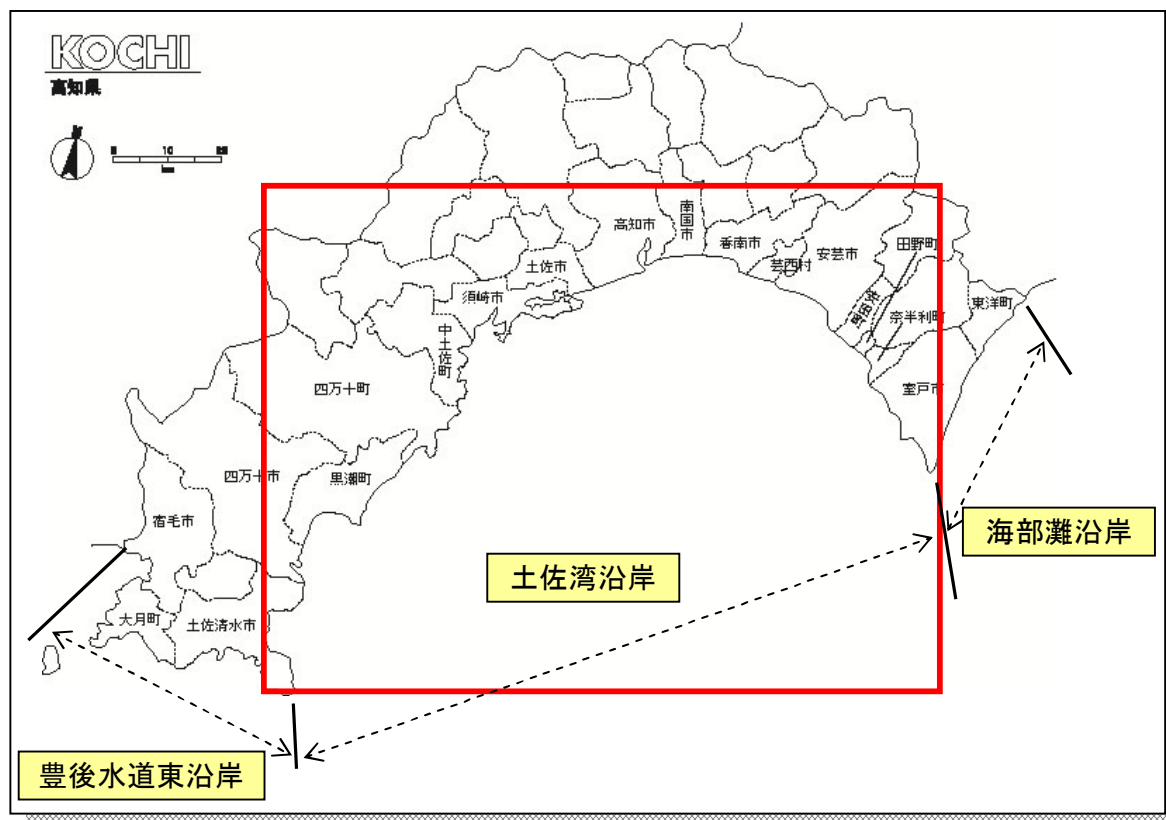 KOCHI
高知県
N
10
km
高知市
南国市
香南市
芸西村
安芸市
田野町
安田町
奈半利町
東洋町
室戸市
土佐市
須崎市
中土佐町
四万十町
四万十市
黒潮町
宿毛市
大月町
土佐清水市
海部灘沿岸
土佐湾沿岸
豊後水道東沿岸